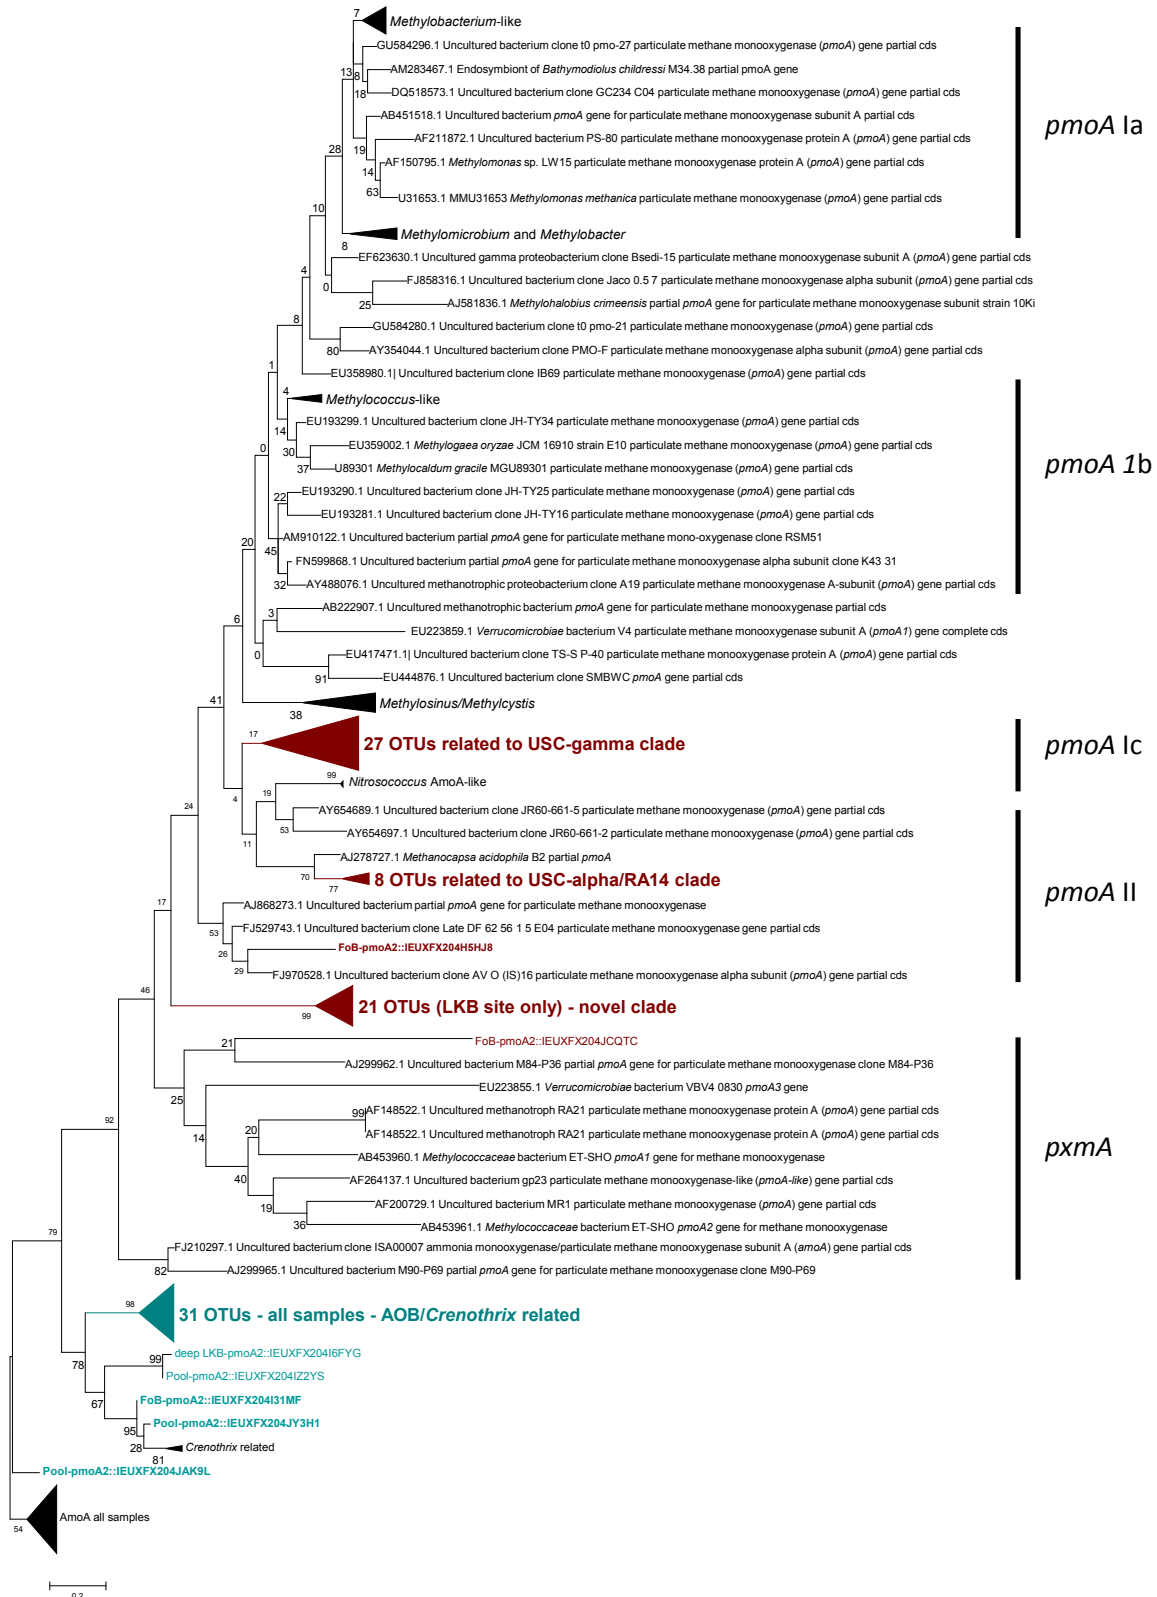 7
Methylobacterium-like
GU584296.1 Uncultured bacterium clone t0 pmo-27 particulate methane monooxygenase (pmoA) gene partial cds
13
8
AM283467.1 Endosymbiont of Bathymodiolus childressi M34.38 partial pmoA gene
18
DQ518573.1 Uncultured bacterium clone GC234 C04 particulate methane monooxygenase (pmoA) gene partial cds
AB451518.1 Uncultured bacterium pmoA gene for particulate methane monooxygenase subunit A partial cds
pmoA Ia
AF211872.1 Uncultured bacterium PS-80 particulate methane monooxygenase protein A (pmoA) gene partial cds
28
19
AF150795.1 Methylomonas sp. LW15 particulate methane monooxygenase protein A (pmoA) gene partial cds
14
63
U31653.1 MMU31653 Methylomonas methanica particulate methane monooxygenase (pmoA) gene partial cds
10
Methylomicrobium and Methylobacter
8
EF623630.1 Uncultured gamma proteobacterium clone Bsedi-15 particulate methane monooxygenase subunit A (pmoA) gene partial cds
4
0
FJ858316.1 Uncultured bacterium clone Jaco 0.5 7 particulate methane monooxygenase alpha subunit (pmoA) gene partial cds
25
AJ581836.1 Methylohalobius crimeensis partial pmoA gene for particulate methane monooxygenase subunit strain 10Ki
8
GU584280.1 Uncultured bacterium clone t0 pmo-21 particulate methane monooxygenase (pmoA) gene partial cds
80
AY354044.1 Uncultured bacterium clone PMO-F particulate methane monooxygenase alpha subunit (pmoA) gene partial cds
1
EU358980.1| Uncultured bacterium clone IB69 particulate methane monooxygenase (pmoA) gene partial cds
4
Methylococcus-like
14
EU193299.1 Uncultured bacterium clone JH-TY34 particulate methane monooxygenase (pmoA) gene partial cds
0
30
EU359002.1 Methylogaea oryzae JCM 16910 strain E10 particulate methane monooxygenase (pmoA) gene partial cds
37
U89301 Methylocaldum gracile MGU89301 particulate methane monooxygenase (pmoA) gene partial cds
pmoA 1b
22
EU193290.1 Uncultured bacterium clone JH-TY25 particulate methane monooxygenase (pmoA) gene partial cds
EU193281.1 Uncultured bacterium clone JH-TY16 particulate methane monooxygenase (pmoA) gene partial cds
20
45
AM910122.1 Uncultured bacterium partial pmoA gene for particulate methane mono-oxygenase clone RSM51
FN599868.1 Uncultured bacterium partial pmoA gene for particulate methane monooxygenase alpha subunit clone K43 31
32
AY488076.1 Uncultured methanotrophic proteobacterium clone A19 particulate methane monooxygenase A-subunit (pmoA) gene partial cds
6
3
AB222907.1 Uncultured methanotrophic bacterium pmoA gene for particulate methane monooxygenase partial cds
EU223859.1 Verrucomicrobiae bacterium V4 particulate methane monooxygenase subunit A (pmoA1) gene complete cds
0
EU417471.1| Uncultured bacterium clone TS-S P-40 particulate methane monooxygenase protein A (pmoA) gene partial cds
91
EU444876.1 Uncultured bacterium clone SMBWC pmoA gene partial cds
41
Methylosinus/Methylcystis
38
17
27 OTUs related to USC-gamma clade
pmoA Ic
99
Nitrosococcus AmoA-like
24
4
19
AY654689.1 Uncultured bacterium clone JR60-661-5 particulate methane monooxygenase (pmoA) gene partial cds
53
AY654697.1 Uncultured bacterium clone JR60-661-2 particulate methane monooxygenase (pmoA) gene partial cds
11
AJ278727.1 Methanocapsa acidophila B2 partial pmoA
70
8 OTUs related to USC-alpha/RA14 clade
77
pmoA II
17
AJ868273.1 Uncultured bacterium partial pmoA gene for particulate methane monooxygenase
53
FJ529743.1 Uncultured bacterium clone Late DF 62 56 1 5 E04 particulate methane monooxygenase gene partial cds
26
FoB-pmoA2::IEUXFX204H5HJ8
29
FJ970528.1 Uncultured bacterium clone AV O (IS)16 particulate methane monooxygenase alpha subunit (pmoA) gene partial cds
46
21 OTUs (LKB site only) - novel clade
99
21
FoB-pmoA2::IEUXFX204JCQTC
AJ299962.1 Uncultured bacterium M84-P36 partial pmoA gene for particulate methane monooxygenase clone M84-P36
25
EU223855.1 Verrucomicrobiae bacterium VBV4 0830 pmoA3 gene
92
99
AF148522.1 Uncultured methanotroph RA21 particulate methane monooxygenase protein A (pmoA) gene partial cds
20
14
AF148522.1 Uncultured methanotroph RA21 particulate methane monooxygenase protein A (pmoA) gene partial cds
pxmA
AB453960.1 Methylococcaceae bacterium ET-SHO pmoA1 gene for methane monooxygenase
40
AF264137.1 Uncultured bacterium gp23 particulate methane monooxygenase-like (pmoA-like) gene partial cds
19
AF200729.1 Uncultured bacterium MR1 particulate methane monooxygenase (pmoA) gene partial cds
36
AB453961.1 Methylococcaceae bacterium ET-SHO pmoA2 gene for methane monooxygenase
79
FJ210297.1 Uncultured bacterium clone ISA00007 ammonia monooxygenase/particulate methane monooxygenase subunit A (amoA) gene partial cds
82
AJ299965.1 Uncultured bacterium M90-P69 partial pmoA gene for particulate methane monooxygenase clone M90-P69
98
31 OTUs - all samples - AOB/Crenothrix related
78
99
deep LKB-pmoA2::IEUXFX204I6FYG
Pool-pmoA2::IEUXFX204IZ2YS
67
FoB-pmoA2::IEUXFX204I31MF
95
Pool-pmoA2::IEUXFX204JY3H1
28
Crenothrix related
81
Pool-pmoA2::IEUXFX204JAK9L
AmoA all samples
54
0.2